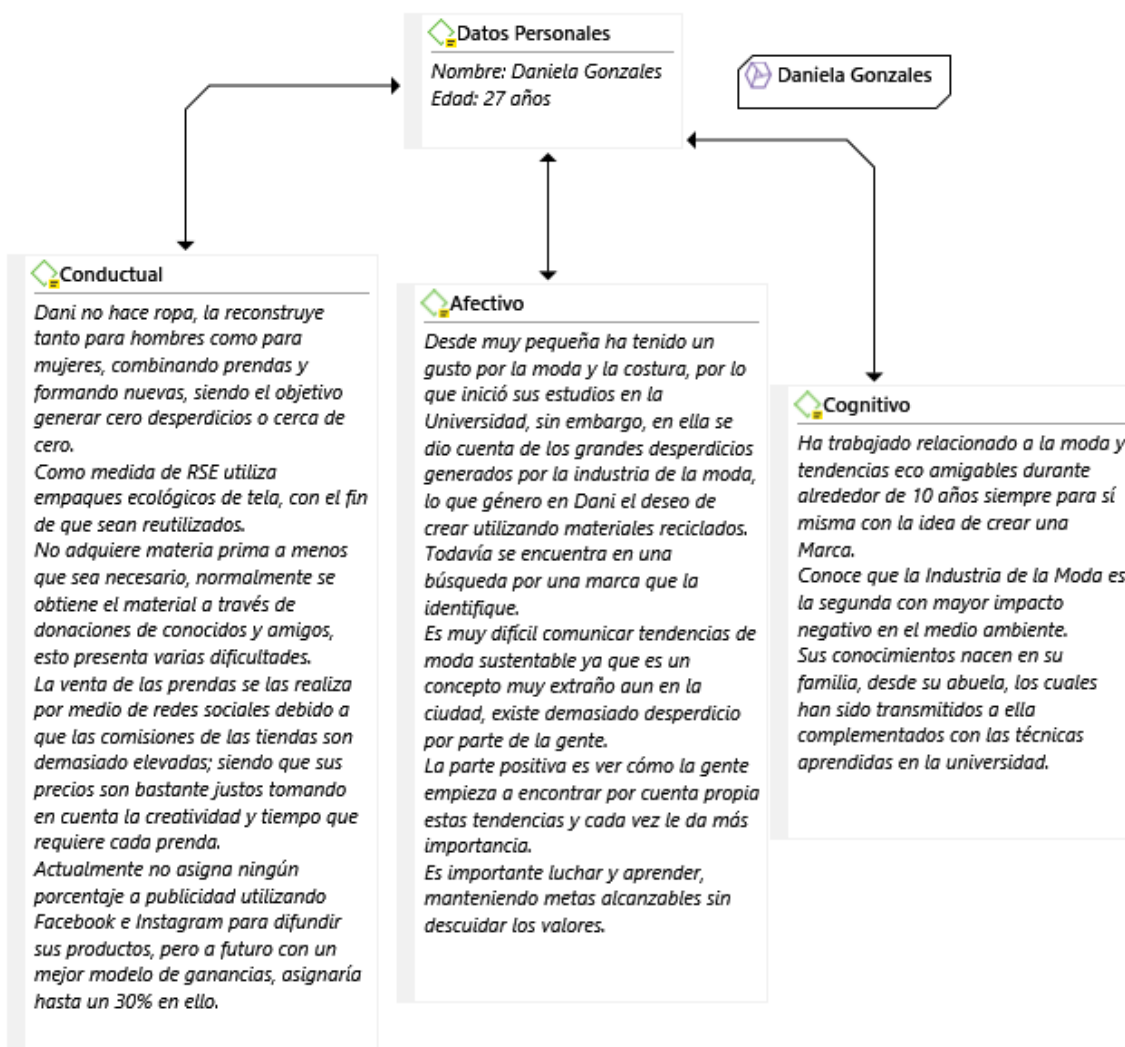 Datos Personales
Nombre: Daniela Gonzales
Edad: 27 años
Daniela Gonzales
Conductual
Dani no hace ropa, la reconstruye
tanto para hombres como para
mujeres, combinando prendas y
formando nuevas, siendo el objetivo
generar cero desperdicios o cerca de
cero.
Como medida de RSE utiliza
empaques ecológicos de tela, con el fin
de que sean reutilizados.
No adquiere materia prima a menos
que sea necesario, normalmente se
obtiene el material a través de
donaciones de conocidos y amigos,
esto presenta varias dificultades.
La venta de las prendas se las realiza
por medio de redes sociales debido a
que las comisiones de las tiendas son
demasiado elevadas; siendo que sus
precios son bastante justos tomando
en cuenta la creatividad y tiempo que
requiere cada prenda.
Actualmente no asigna ningún
porcentaje a publicidad utilizando
Facebook e Instagram para difundir
sus productos, pero a futuro con un
mejor modelo de ganancias, asignaría
hasta un 30% en ello.
Afectivo
Desde muy pequeña ha tenido un
gusto por la moda y la costura, por lo
que inició sus estudios en la
Universidad, sin embargo, en ella se
dio cuenta de los grandes desperdicios
generados por la industria de la moda,
lo que género en Dani el deseo de
crear utilizando materiales reciclados.
Todavía se encuentra en una
búsqueda por una marca que la
identifique.
Es muy difícil comunicar tendencias de
moda sustentable ya que es un
concepto muy extraño aun en la
ciudad, existe demasiado desperdicio
por parte de la gente.
La parte positiva es ver cómo la gente
empieza a encontrar por cuenta propia
estas tendencias y cada vez le da más
importancia.
Es importante luchar y aprender,
manteniendo metas alcanzables sin
descuidar los valores.
Cognitivo
Ha trabajado relacionado a la moda y
tendencias eco amigables durante
alrededor de 10 años siempre para sí
misma con la idea de crear una
Marca.
Conoce que la Industria de la Moda es
la segunda con mayor impacto
negativo en el medio ambiente.
Sus conocimientos nacen en su
familia, desde su abuela, los cuales
han sido transmitidos a ella
complementados con las técnicas
aprendidas en la universidad.